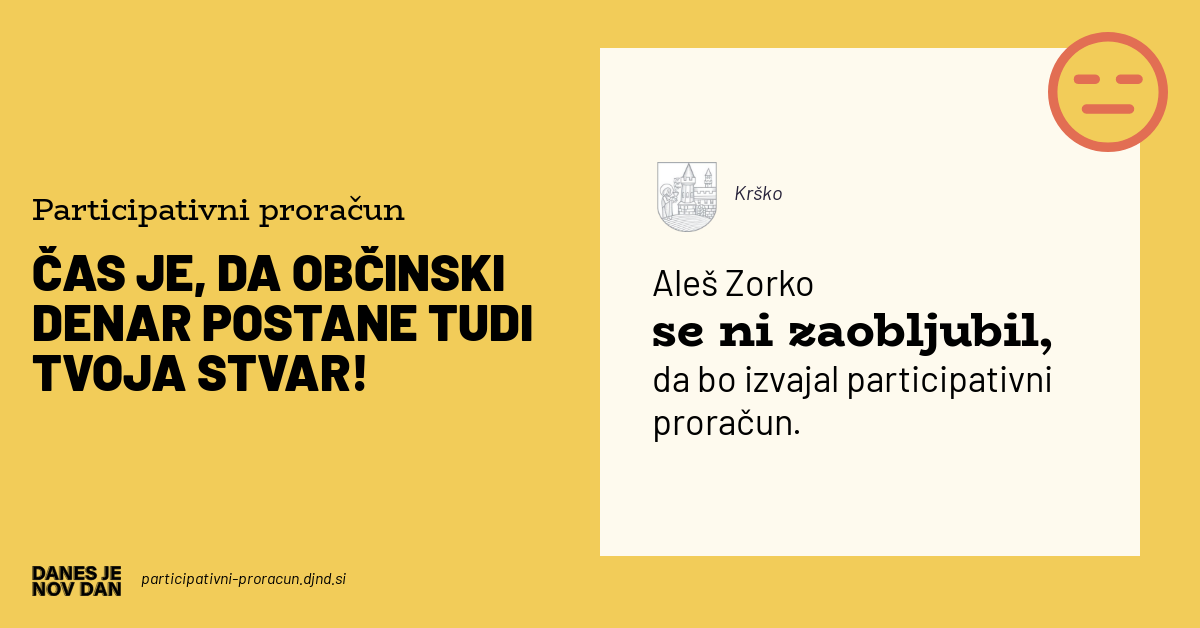 Participativni proračun
ČAS JE, DA OBČINSKI
DENAR POSTANE TUDI
TVOJA STVAR!
Krško
Aleš Zorko
se ni zaobljubil,
da bo izvajal participativni
proračun.
DANES JE
NOV DAN
participativni-proracun.djnd.si